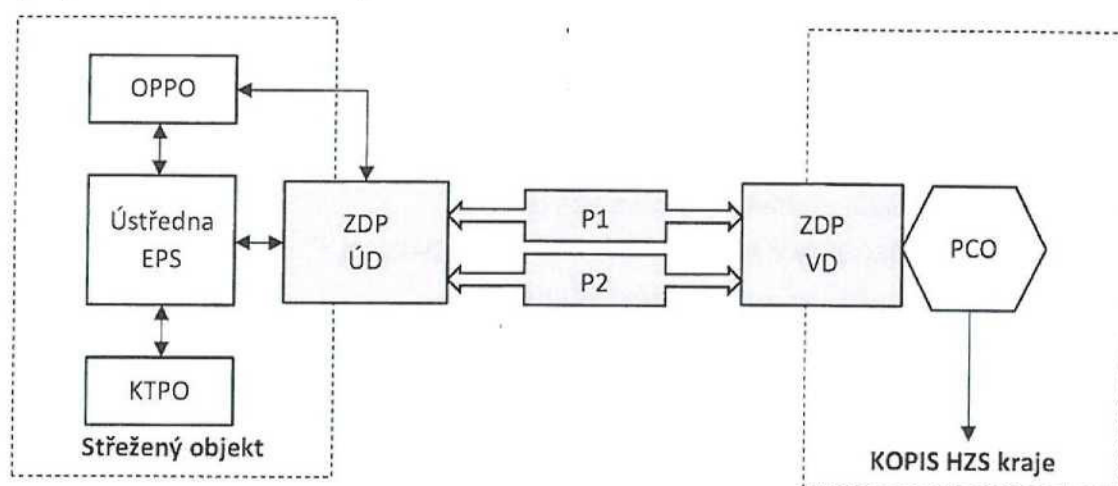 OPPO
Ústředna
EPS
KTPO
Střežený objekt
ZDP
ÚD
P1
P2
ZDP
VD
PCO
KOPIS HZS kraje